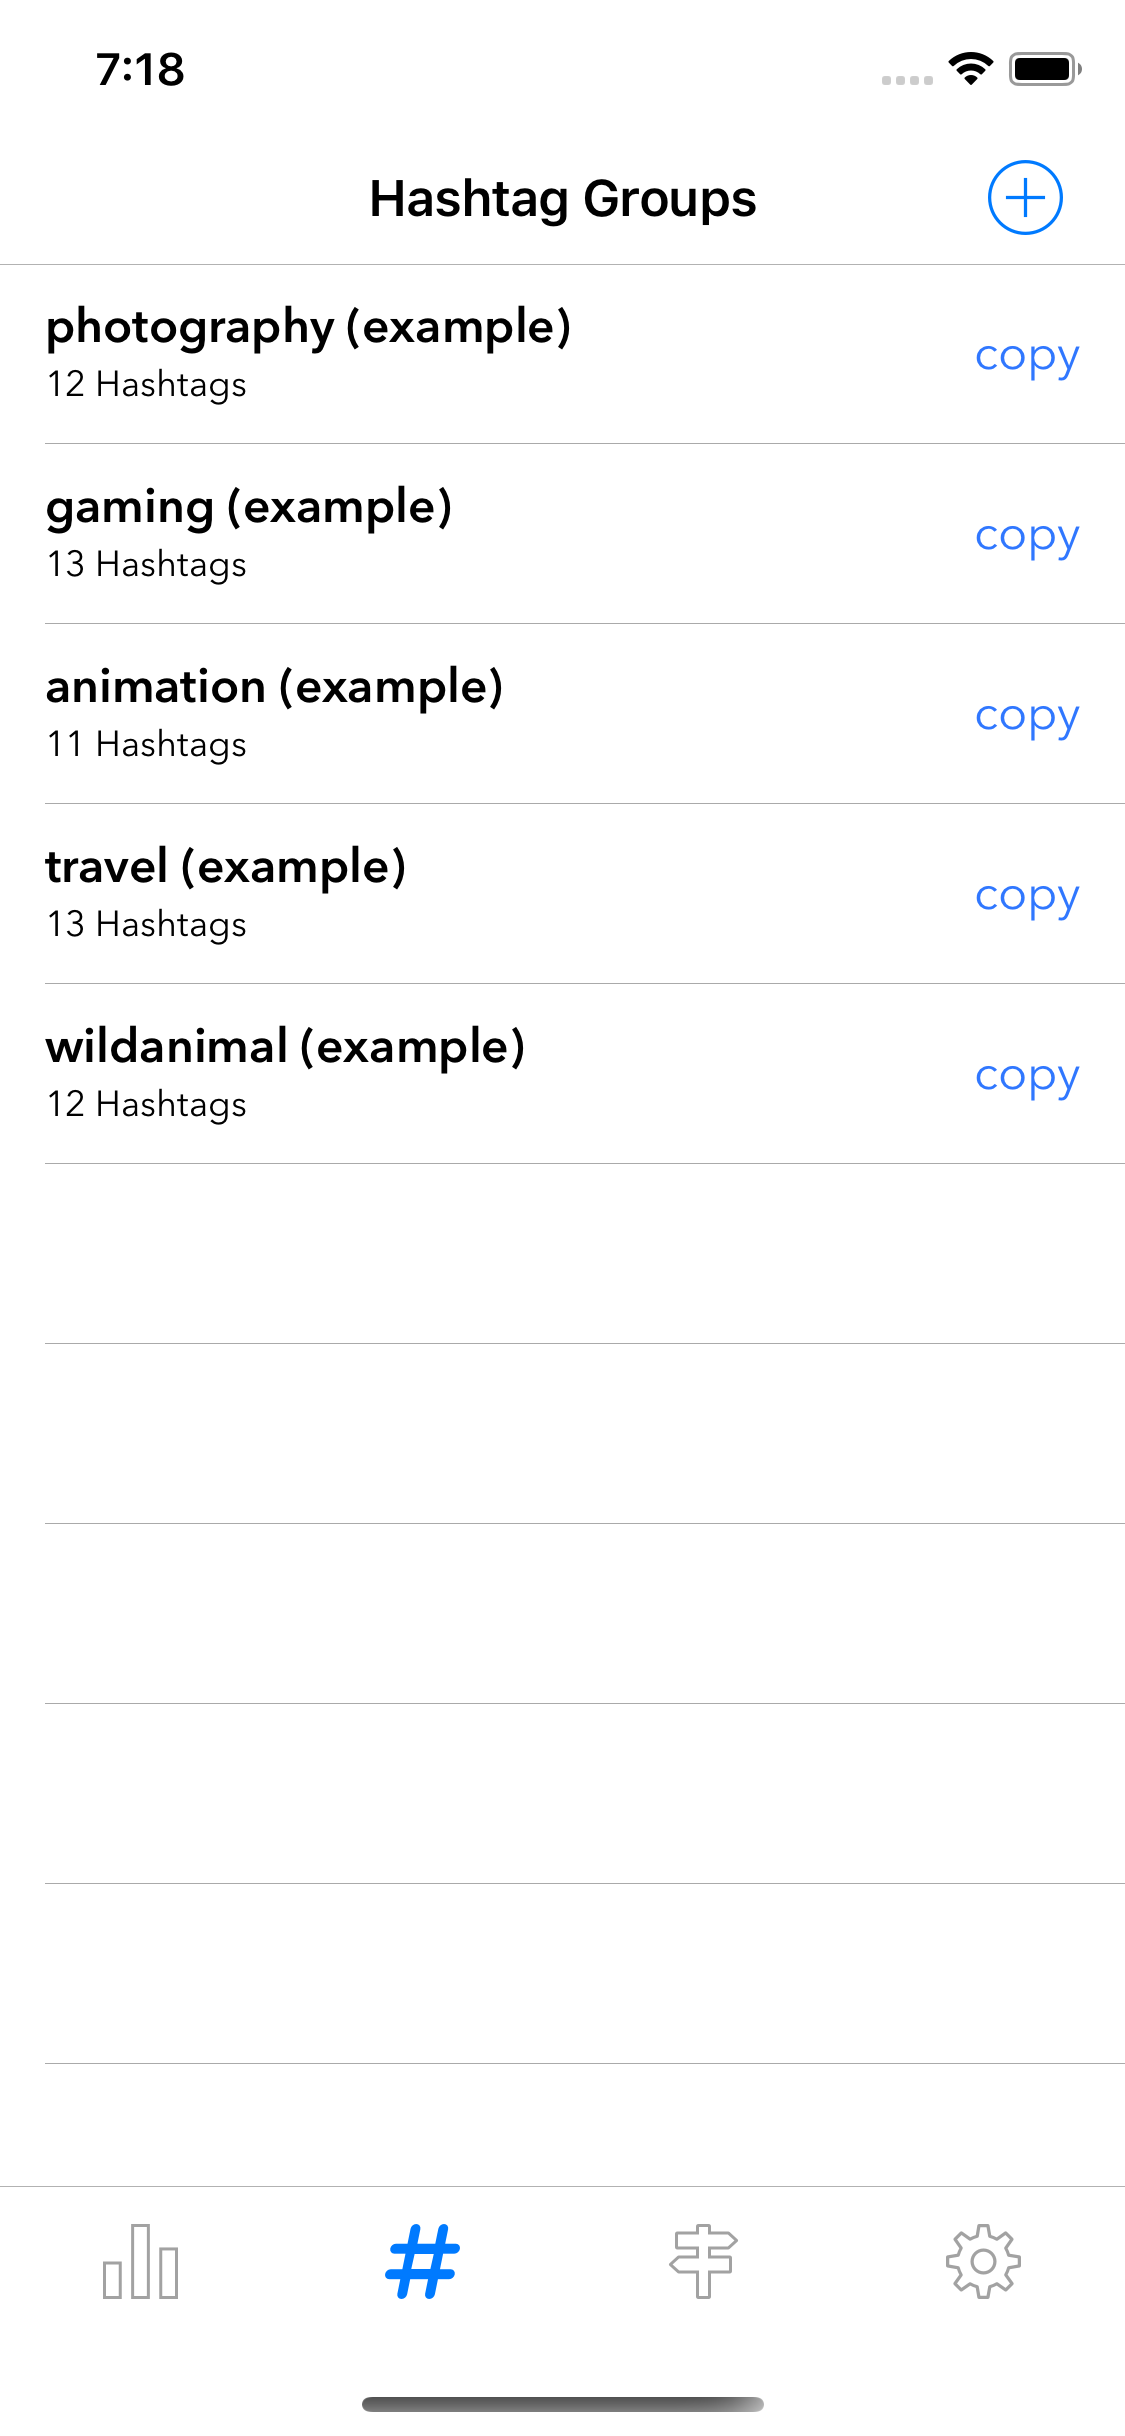 7:18
Hashtag Groups
photography (example)
12 Hashtags
copy
gaming (example)
13 Hashtags
copy
animation (example)
11 Hashtags
copy
travel (example)
13 Hashtags
copy
wildanimal (example)
12 Hashtags
copy
#